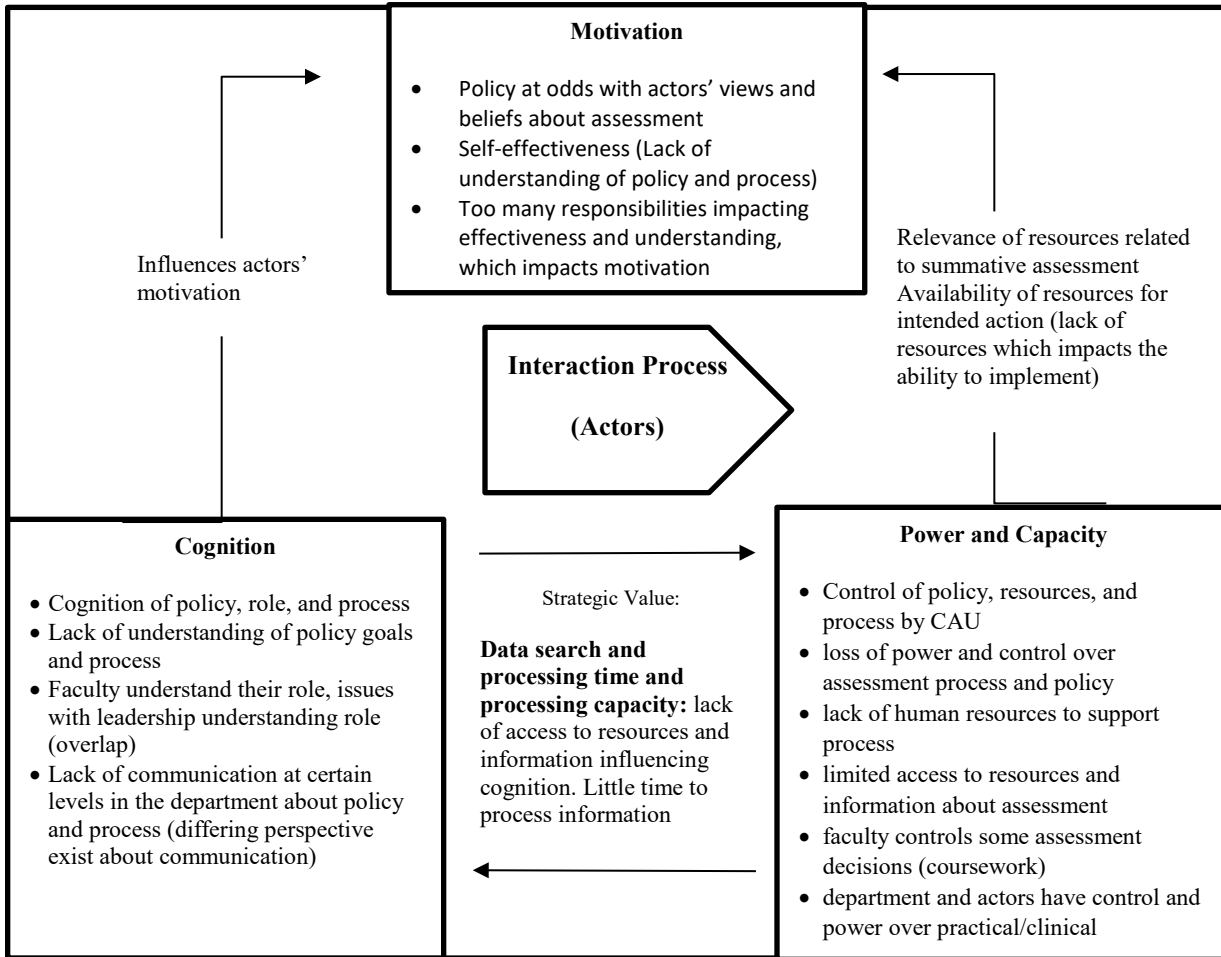 Motivation
• Policy at odds with actors’ views and
beliefs about assessment
• Self-effectiveness (Lack of
understanding of policy and process)
• Too many responsibilities impacting
effectiveness and understanding,
which impacts motivation
Influences actors’
motivation
Relevance of resources related
to summative assessment
Availability of resources for
intended action (lack of
resources which impacts the
ability to implement)
Interaction Process
(Actors)
Cognition
• Cognition of policy, role, and process
• Lack of understanding of policy goals
and process
• Faculty understand their role, issues
with leadership understanding role
(overlap)
• Lack of communication at certain
levels in the department about policy
and process (differing perspective
exist about communication)
Strategic Value:
Data search and
processing time and
processing capacity: lack
of access to resources and
information influencing
cognition. Little time to
process information
Power and Capacity
• Control of policy, resources, and
process by CAU
• loss of power and control over
assessment process and policy
• lack of human resources to support
process
• limited access to resources and
information about assessment
• faculty controls some assessment
decisions (coursework)
• department and actors have control and
power over practical/clinical